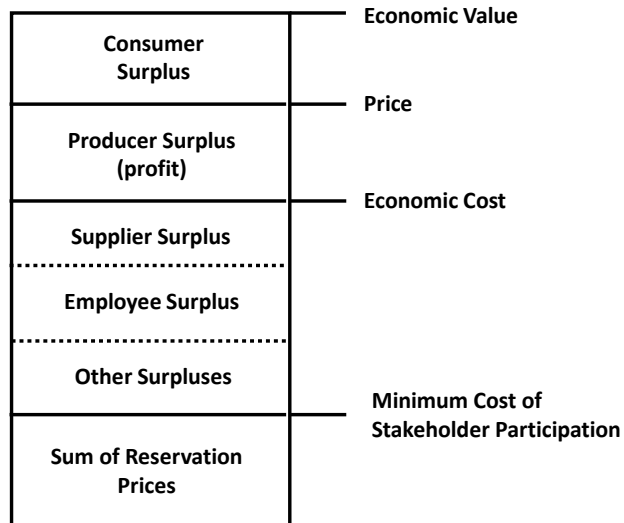 Economic Value
Consumer
Surplus
Price
Producer Surplus
(profit)
Economic Cost
Supplier Surplus
Employee Surplus
Other Surpluses
Minimum Cost of
Stakeholder Participation
Sum of Reservation
Prices